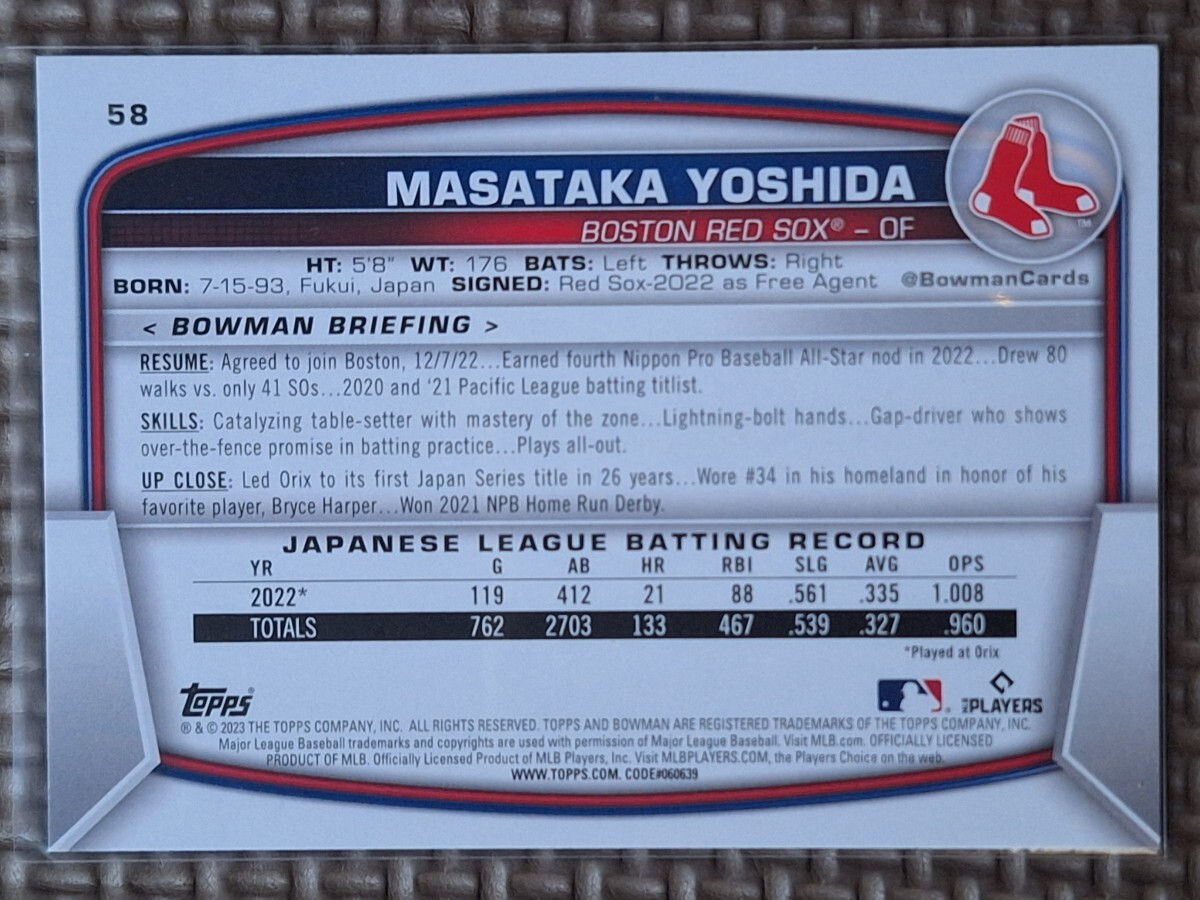 58
MASATAKA YOSHIDA
BOSTON RED SOX® – OF
TM
HT: 5'8" WT: 176 BATS: Left THROWS: Right
BORN: 7-15-93, Fukui, Japan SIGNED: Red Sox-2022 as Free Agent @BowmanCards
< BOWMAN BRIEFING >
RESUME: Agreed to join Boston, 12/7/22...Earned fourth Nippon Pro Baseball All-Star nod in 2022...Drew 80
walks vs. only 41 SOs...2020 and '21 Pacific League batting titlist.
SKILLS: Catalyzing table-setter with mastery of the zone...Lightning-bolt hands...Gap-driver who shows
over-the-fence promise in batting practice...Plays all-out.
UP CLOSE: Led Orix to its first Japan Series title in 26 years...Wore #34 in his homeland in honor of his
favorite player, Bryce Harper...Won 2021 NPB Home Run Derby.
JAPANESE LEAGUE BATTING RECORD
YR G AB HR RBI SLG AVG OPS
2022* 119 412 21 88 .561 .335 1.008
TOTALS 762 2703 133 467 .539 .327 .960
*Played at Orix
topps® ® PLAYERS
® & © 2023 THE TOPPS COMPANY, INC. ALL RIGHTS RESERVED. TOPPS AND BOWMAN ARE REGISTERED TRADEMARKS OF THE TOPPS COMPANY, INC.
Major League Baseball trademarks and copyrights are used with permission of Major League Baseball. Visit MLB.com. OFFICIALLY LICENSED
PRODUCT OF MLB. Officially Licensed Product of MLB Players, Inc. Visit MLBPLAYERS.COM, the Players Choice on the web.
WWW.TOPPS.COM. CODE#060639